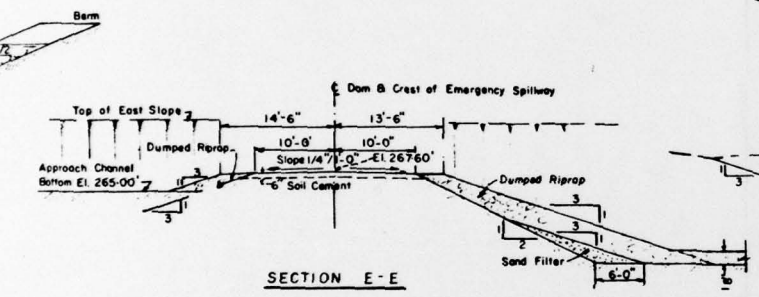 Berm
℄ Dam & Crest of Emergency Spillway
Top of East Slope
14'-6" 13'-6"
10'-0" 10'-0"
Dumped Riprap
Slope 1/4"/1'-0" El. 267·60'
Approach Channel
Bottom El. 265·00'
3
1
6" Soil Cement
Dumped Riprap
3
1
3
1
3
1
3
1
2
Sand Filter
6'-0"
3
SECTION E-E